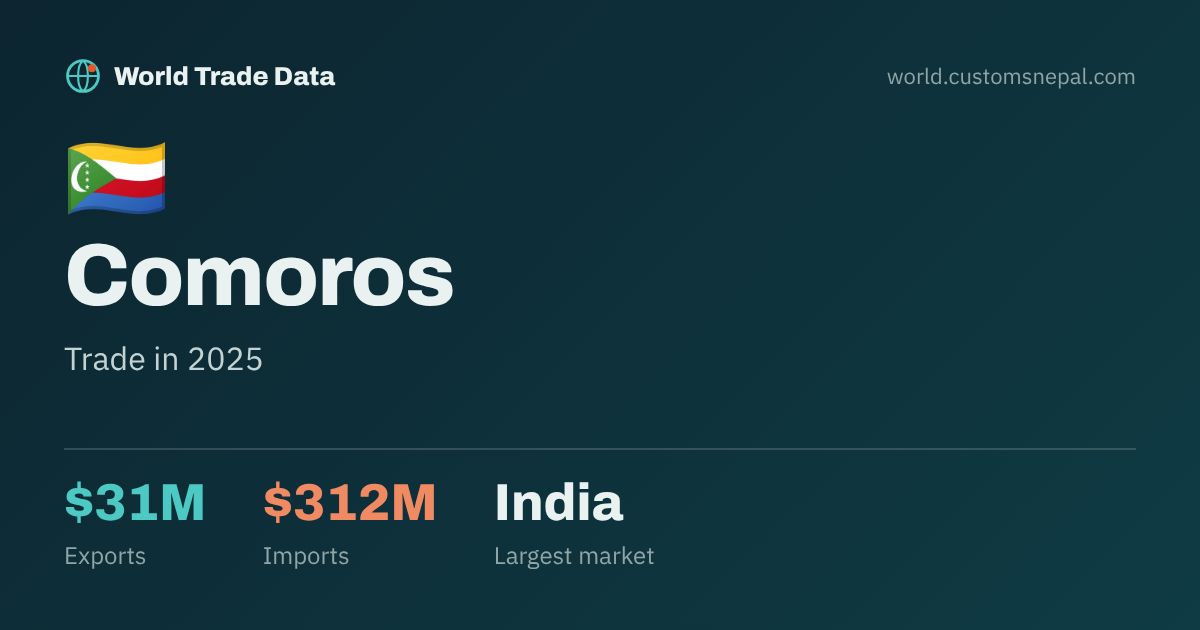 World Trade Data
world.customsnepal.com
Comoros
Trade in 2025
$31M $312M India
Exports Imports Largest market